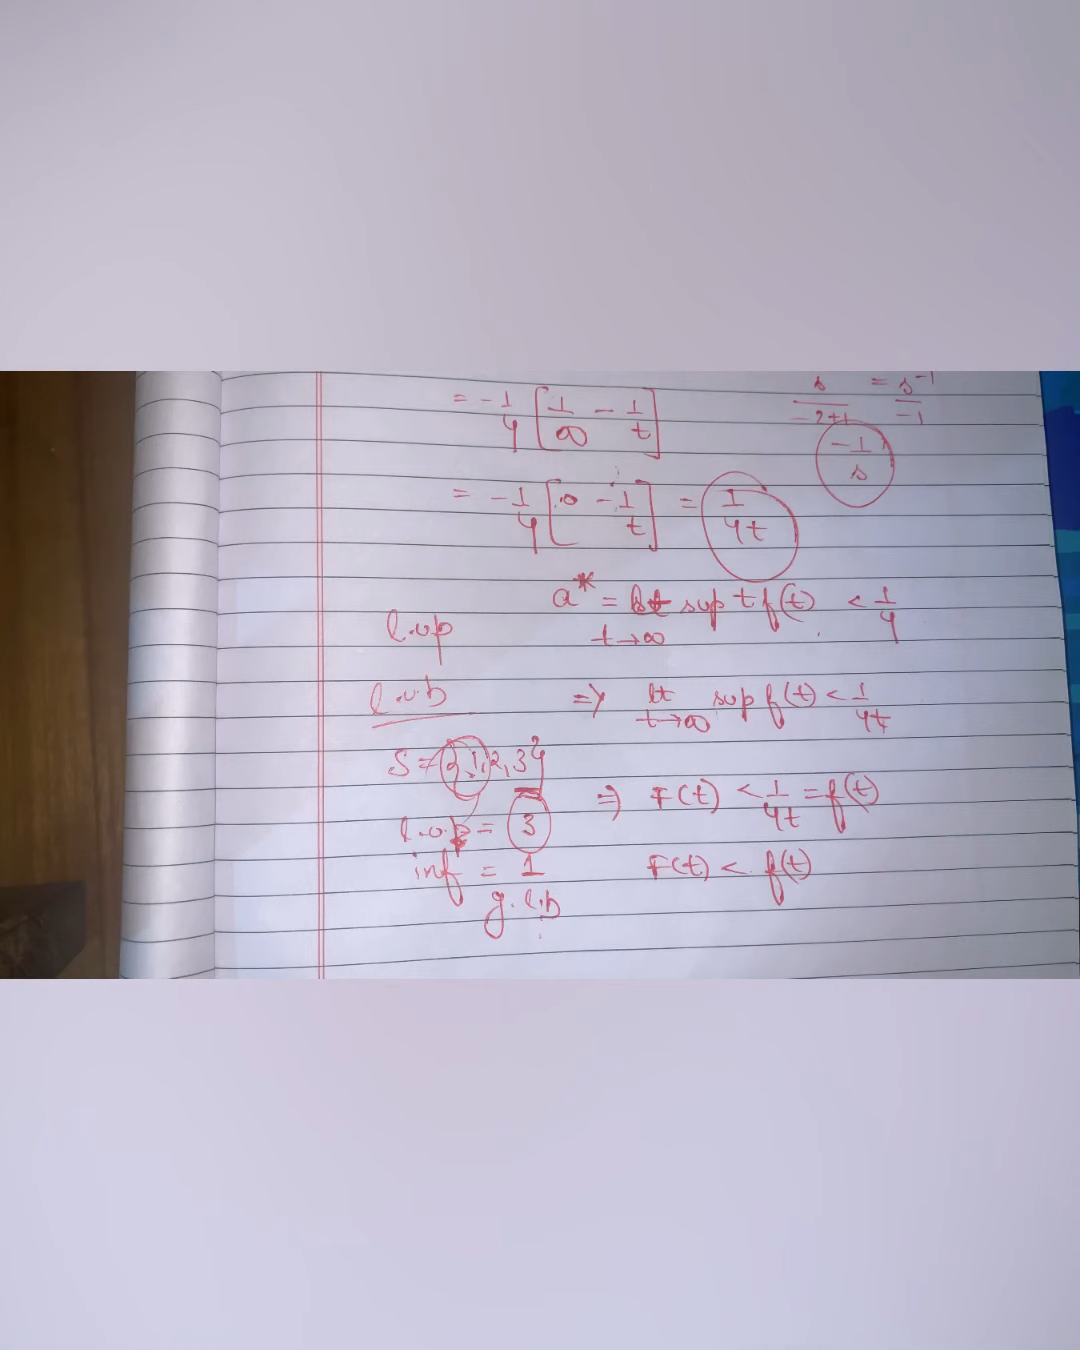 = -1/4 [1/∞ - 1/t]
s/-2+1 = s⁻¹/-1
-1/s
= -1/4 [0 - 1/t] = 1/4t
a* = lt sup t f(t) < 1/4
t→∞
l.u.p
l.u.b
=> lt sup f(t) < 1/4t
t→∞
S = {1,2,3}
=> F(t) < 1/4t = f(t)
l.u.b = 3
inf = 1
F(t) < f(t)
g.l.b